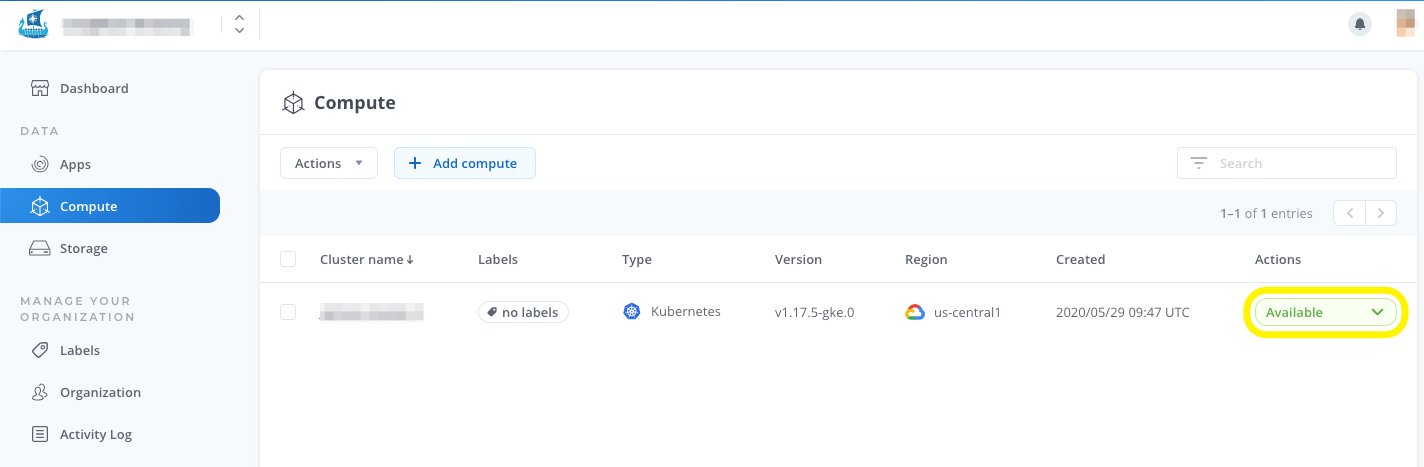 Dashboard
DATA
Apps
Compute
Storage
MANAGE YOUR
ORGANIZATION
Labels
Organization
Activity Log
Compute
Actions
Add compute
Search
1–1 of 1 entries
Cluster name Labels Type Version Region Created Actions
no labels Kubernetes v1.17.5-gke.0 us-central1 2020/05/29 09:47 UTC Available